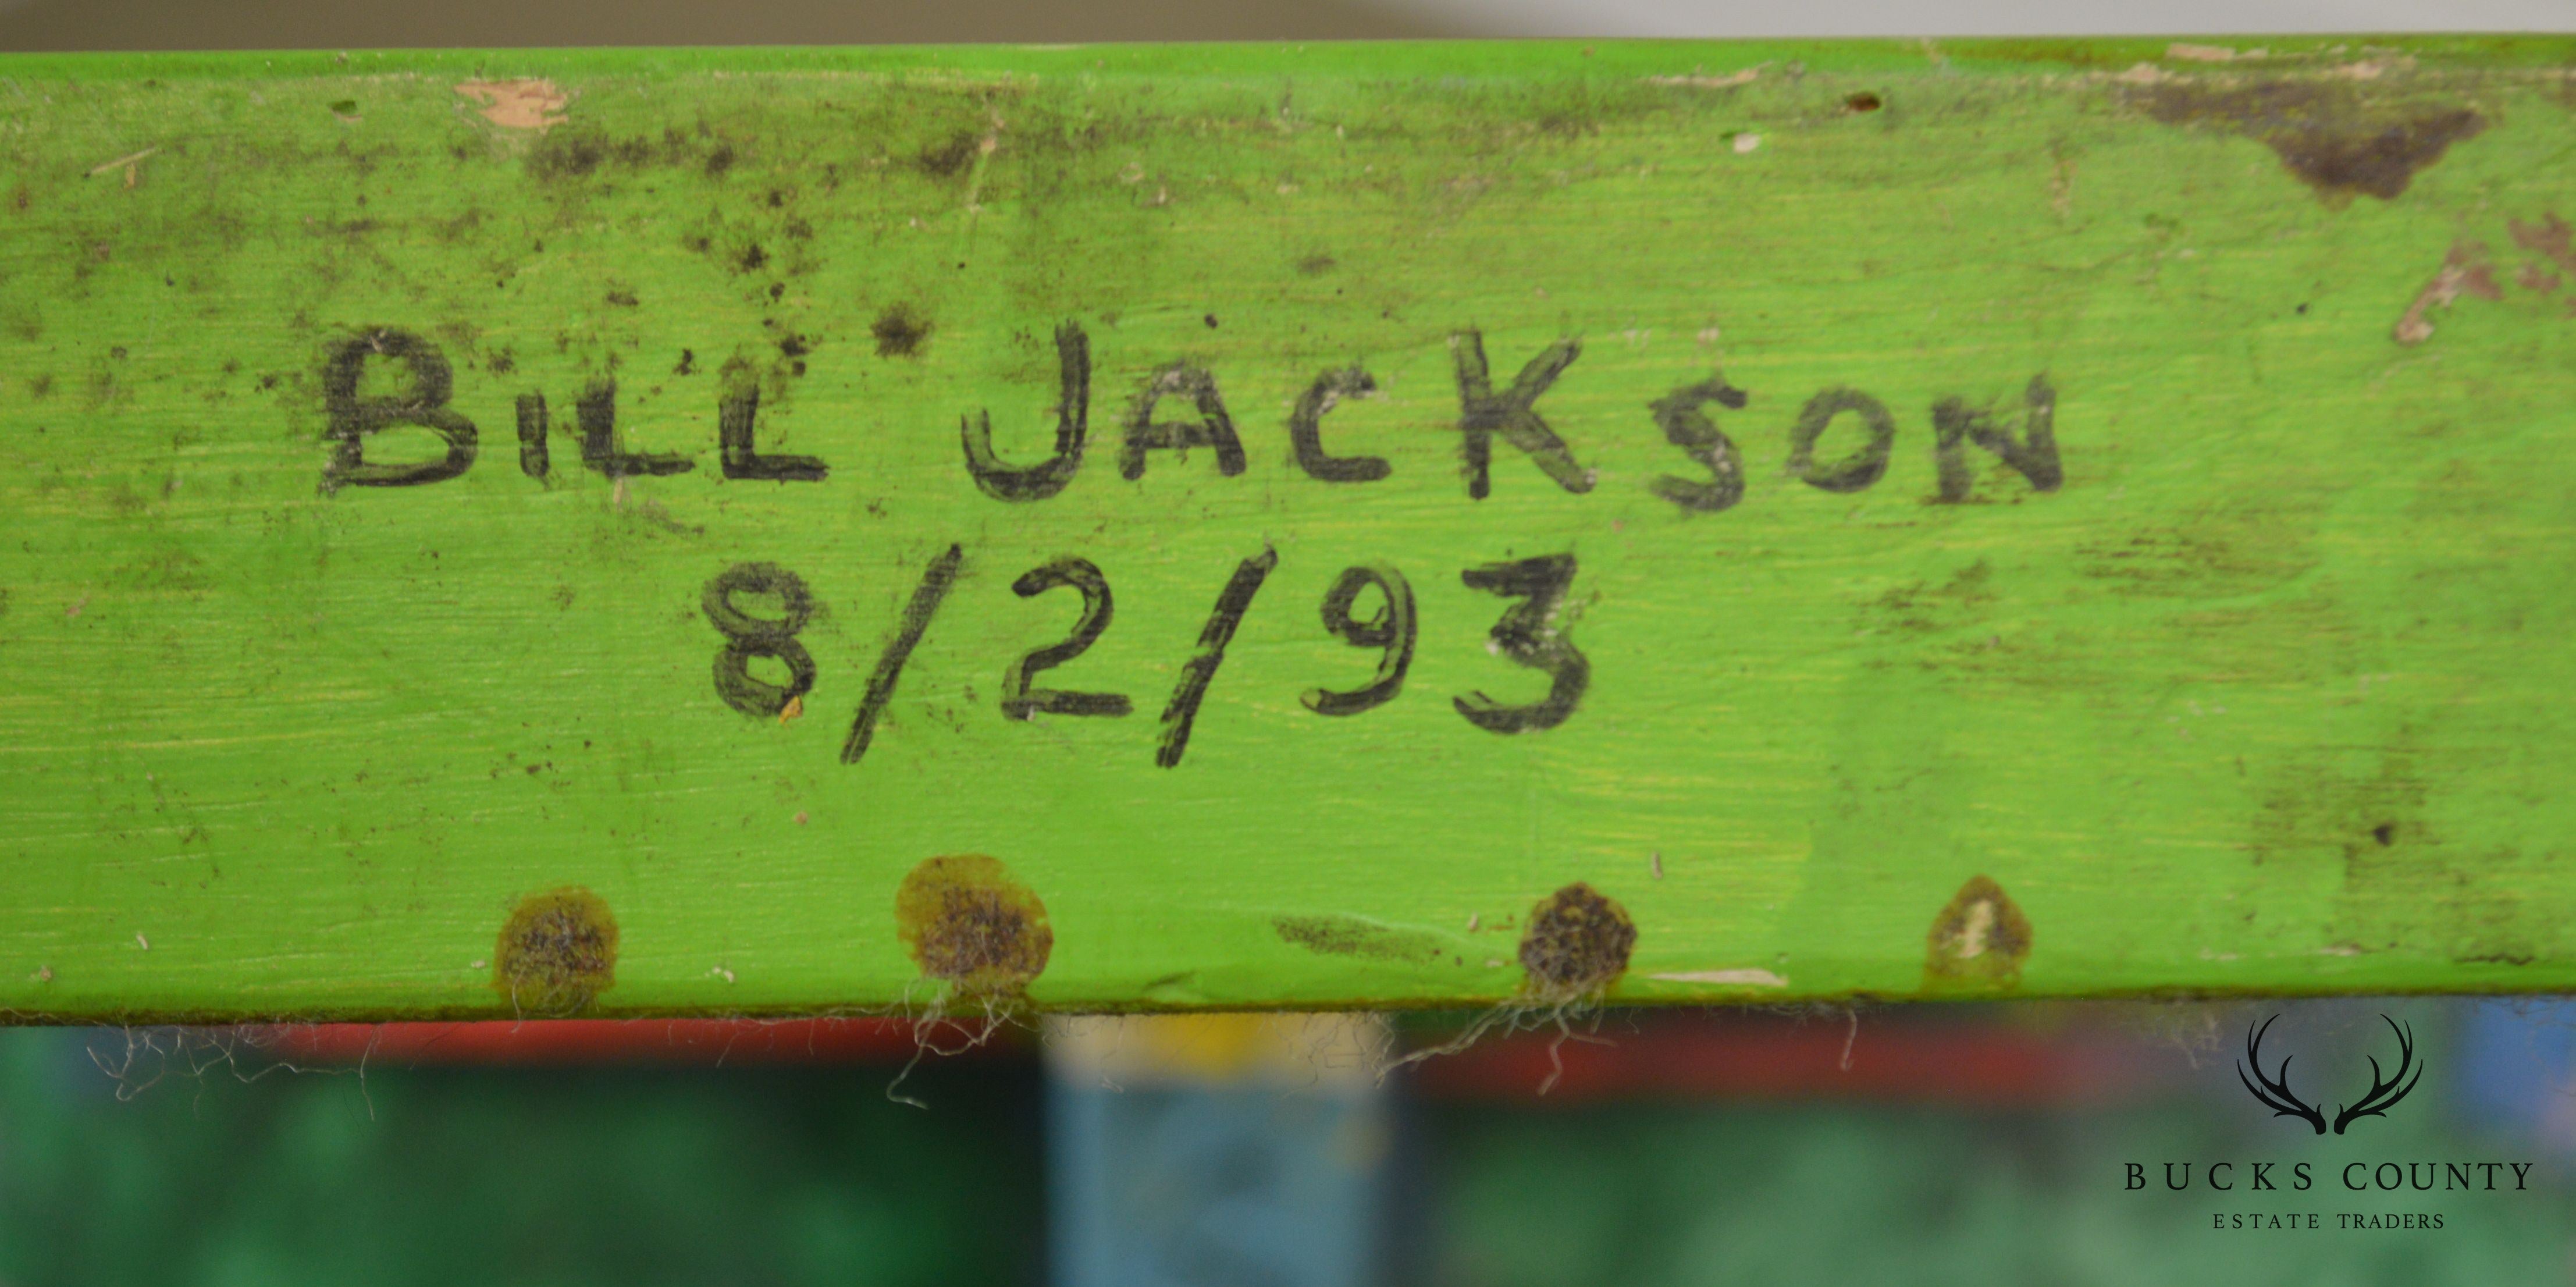 BILL JACKSON
8/2/93
BUCKS COUNTY
ESTATE TRADERS